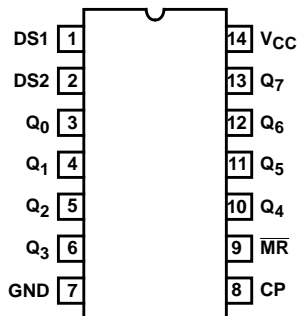 DS1 1 14 VCC
DS2 2 13 Q7
Q0 3 12 Q6
Q1 4 11 Q5
Q2 5 10 Q4
Q3 6 9 M̅R̅
GND 7 8 CP